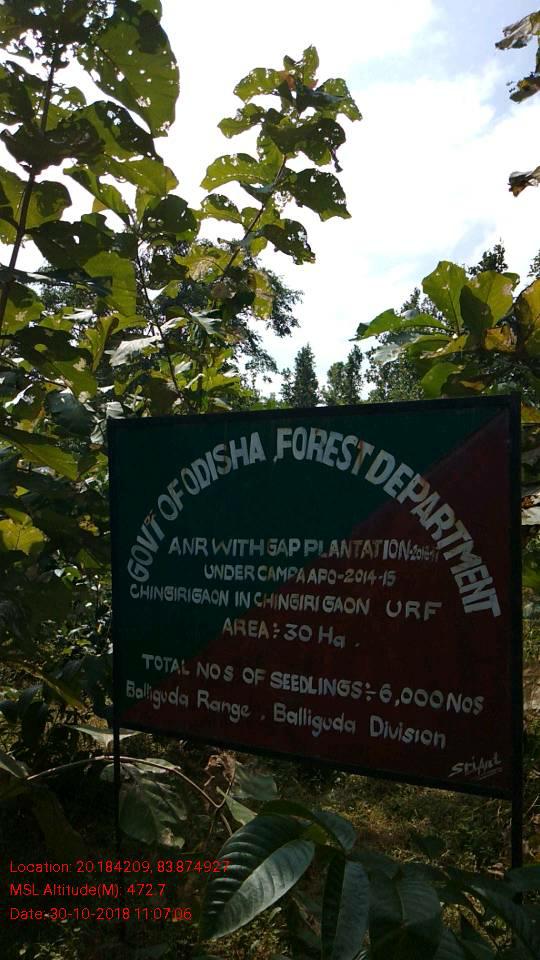 GOVT OF ODISHA ,FOREST DEPARTMENT
ANR WITH GAP PLANTATION-2016-17
UNDER CAMPA APO-2014-15
CHINGIRIGAON IN CHINGIRIGAON URF
AREA:- 30 Ha.
TOTAL NOS OF SEEDLINGS:- 6,000 Nos
Balliguda Range, Balliguda Division
Location: 20.184209, 83.874927
MSL Altitude(M): 472.7
Date:-30-10-2018 11:07:06